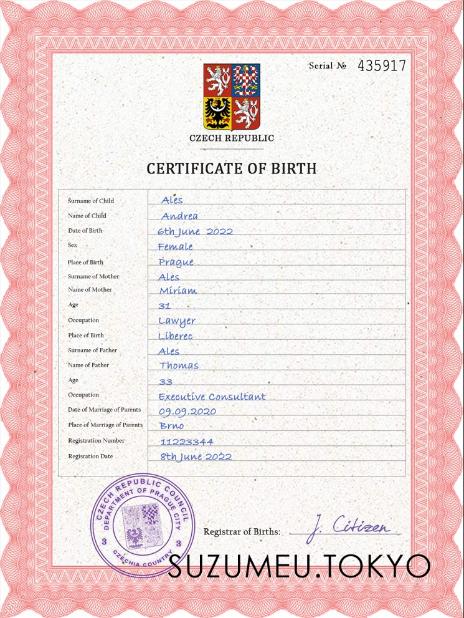 Serial № 435917
CZECH REPUBLIC
CERTIFICATE OF BIRTH
Surname of Child Ales
Name of Child Andrea
Date of Birth 6th June 2022
Sex Female
Place of Birth Prague
Surname of Mother Ales
Name of Mother Miriam
Age 31
Occupation Lawyer
Place of Birth Liberec
Surname of Father Ales
Name of Father Thomas
Age 33
Occupation Executive Consultant
Date of Marriage of Parents 09.09.2020
Place of Marriage of Parents Brno
Registration Number 11223344
Registration Date 8th June 2022
CZECH REPUBLIC COUNCIL
DEPARTMENT OF PRAGUE CITY
3 3
CZECHIA COUNTRY
Registrar of Births: J. Citizen
SUZUMEU.TOKYO